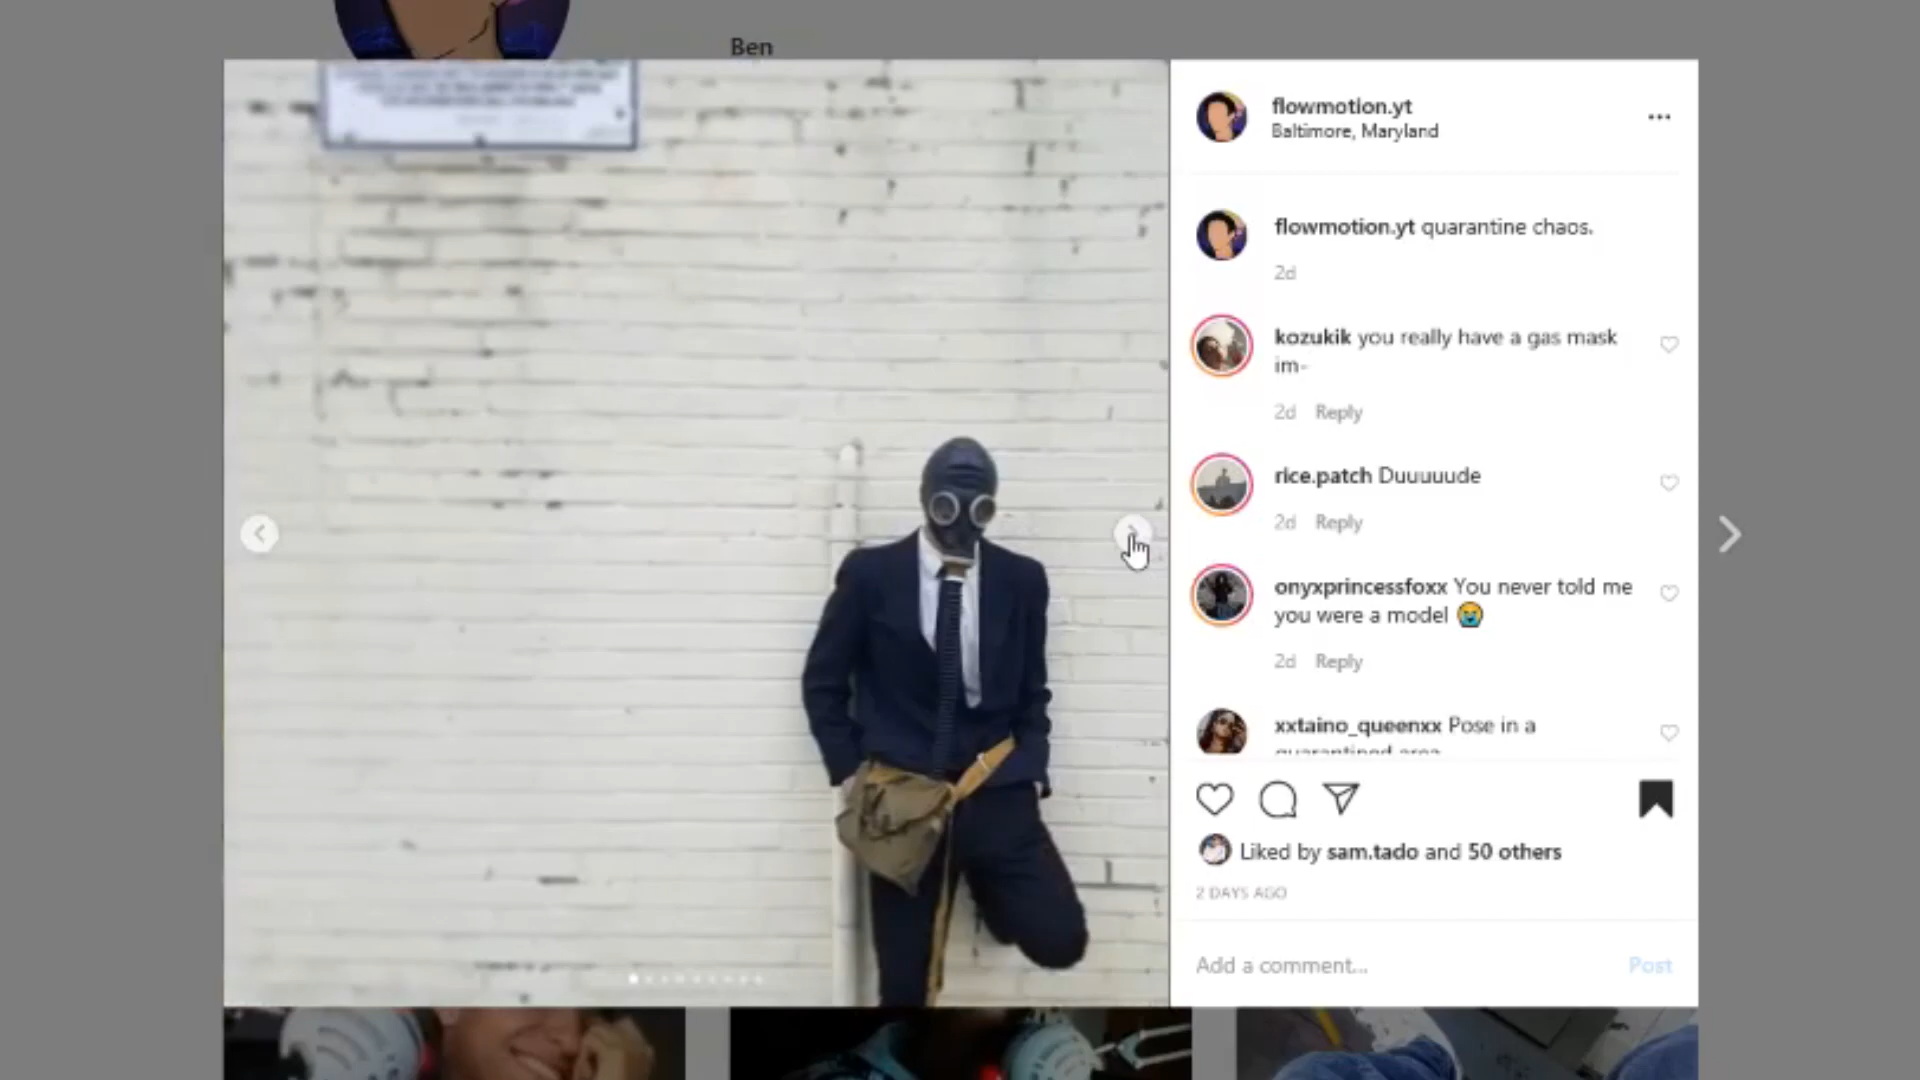 Ben
flowmotion.yt
Baltimore, Maryland
flowmotion.yt quarantine chaos.
2d
kozukik you really have a gas mask
im-
2d Reply
rice.patch Duuuuude
2d Reply
onyxprincessfoxx You never told me
you were a model 😭
2d Reply
xxtaino_queenxx Pose in a
quarantined area
Liked by sam.tado and 50 others
2 DAYS AGO
Add a comment... Post